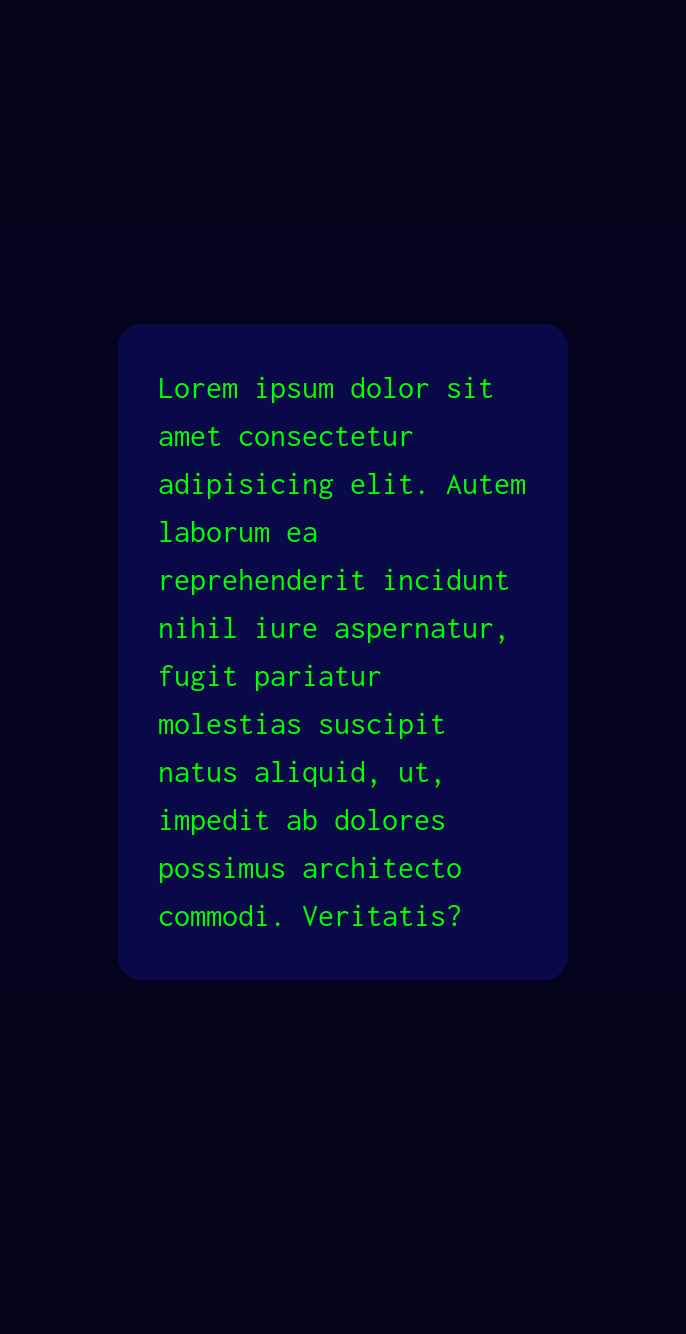 Lorem ipsum dolor sit
amet consectetur
adipisicing elit. Autem
laborum ea
reprehenderit incidunt
nihil iure aspernatur,
fugit pariatur
molestias suscipit
natus aliquid, ut,
impedit ab dolores
possimus architecto
commodi. Veritatis?